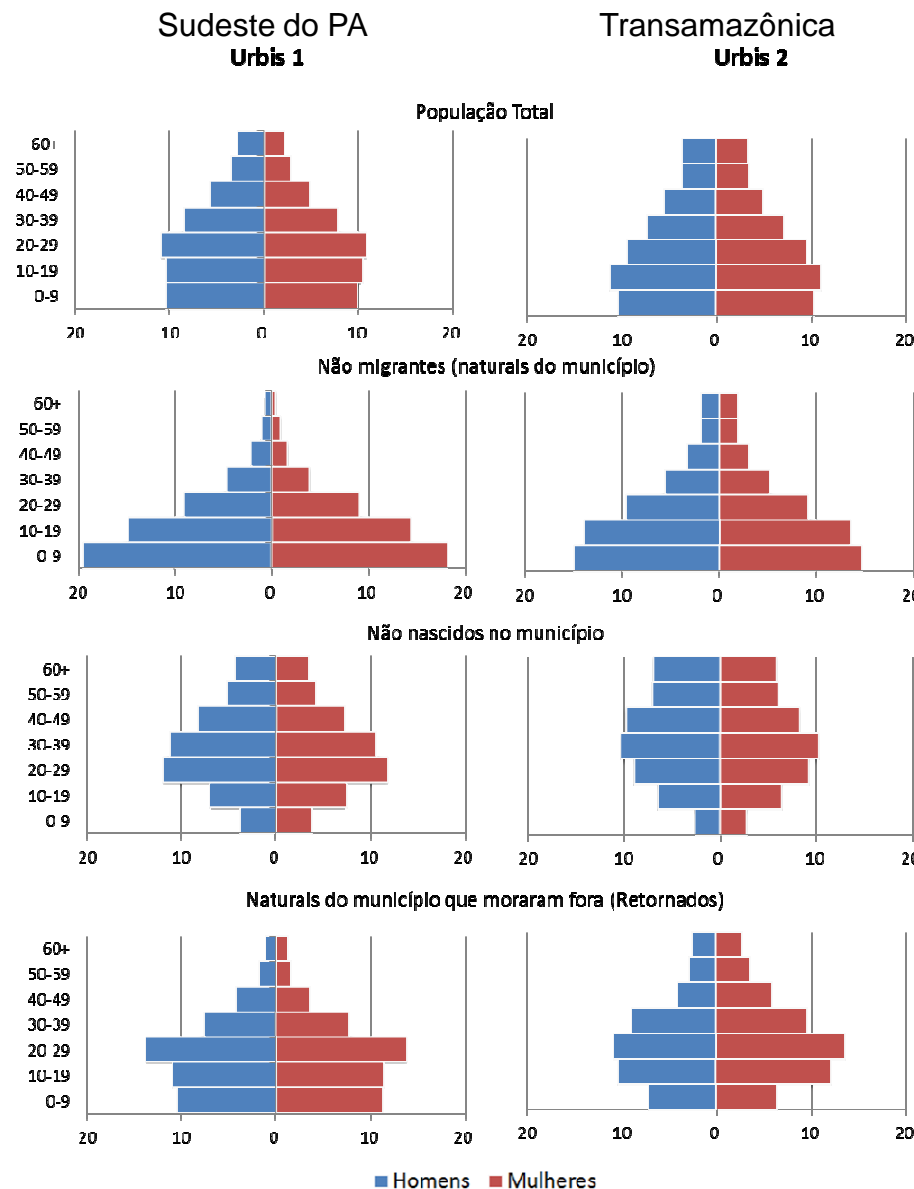 Sudeste do PA Transamazônica
Urbis 1 Urbis 2
População Total
60+
50-59
40-49
30-39
20-29
10-19
0-9
20 10 0 10 20 20 10 0 10 20
Não migrantes (naturais do município)
60+
50-59
40-49
30-39
20-29
10-19
0 9
20 10 0 10 20 20 10 0 10 20
Não nascidos no município
60+
50-59
40-49
30-39
20-29
10-19
0 9
20 10 0 10 20 20 10 0 10 20
Naturais do município que moraram fora (Retornados)
60+
50-59
40-49
30-39
20-29
10-19
0-9
20 10 0 10 20 20 10 0 10 20
Homens Mulheres